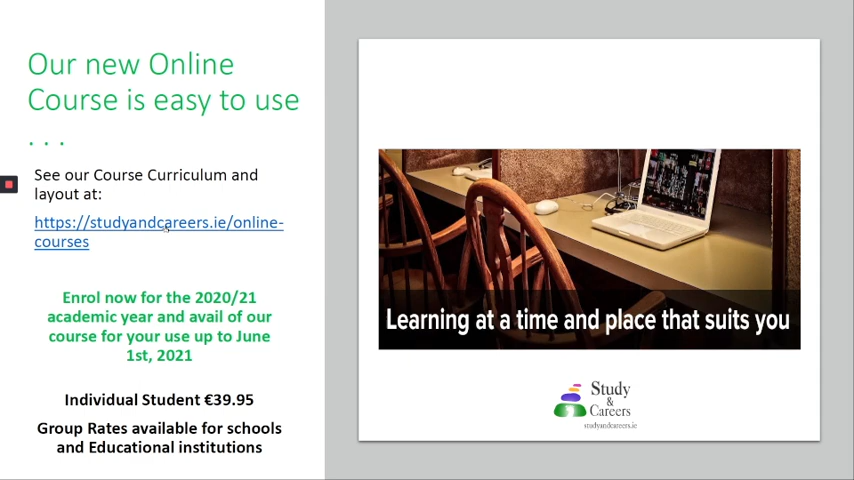 Our new Online
Course is easy to use
. . .
See our Course Curriculum and
layout at:
https://studyandcareers.ie/online-
courses
Enrol now for the 2020/21
academic year and avail of our
course for your use up to June
1st, 2021
Individual Student €39.95
Group Rates available for schools
and Educational institutions
Learning at a time and place that suits you
Study
&
Careers
studyandcareers.ie